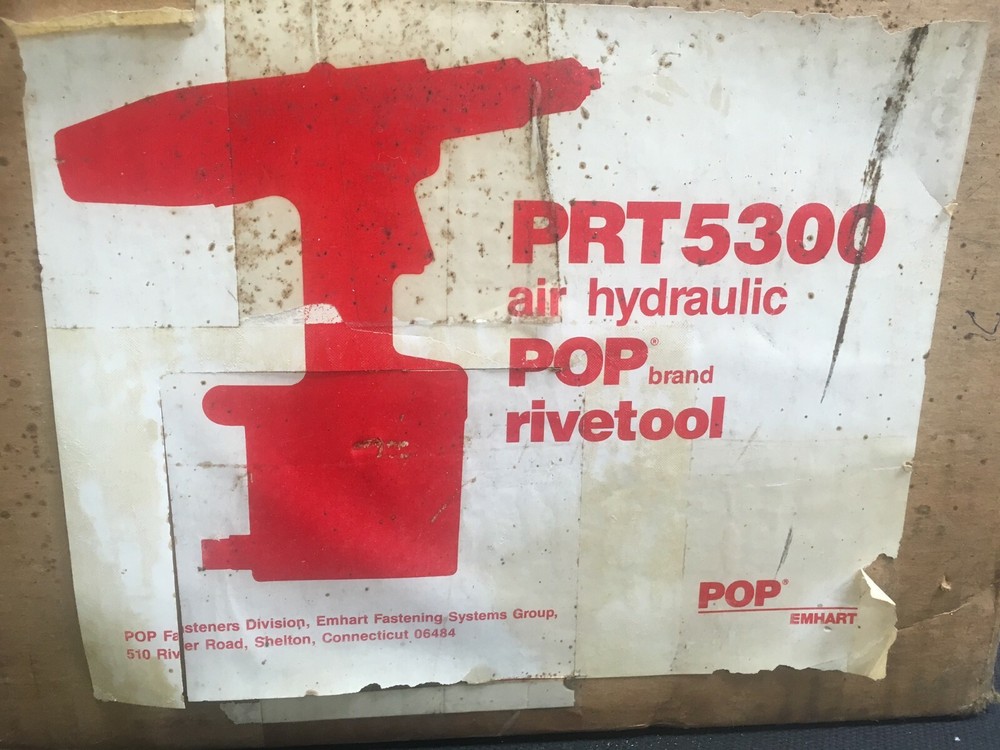 PRT5300
air hydraulic
POP® brand
rivetool
POP Fasteners Division, Emhart Fastening Systems Group,
510 River Road, Shelton, Connecticut 06484
POP®
EMHART